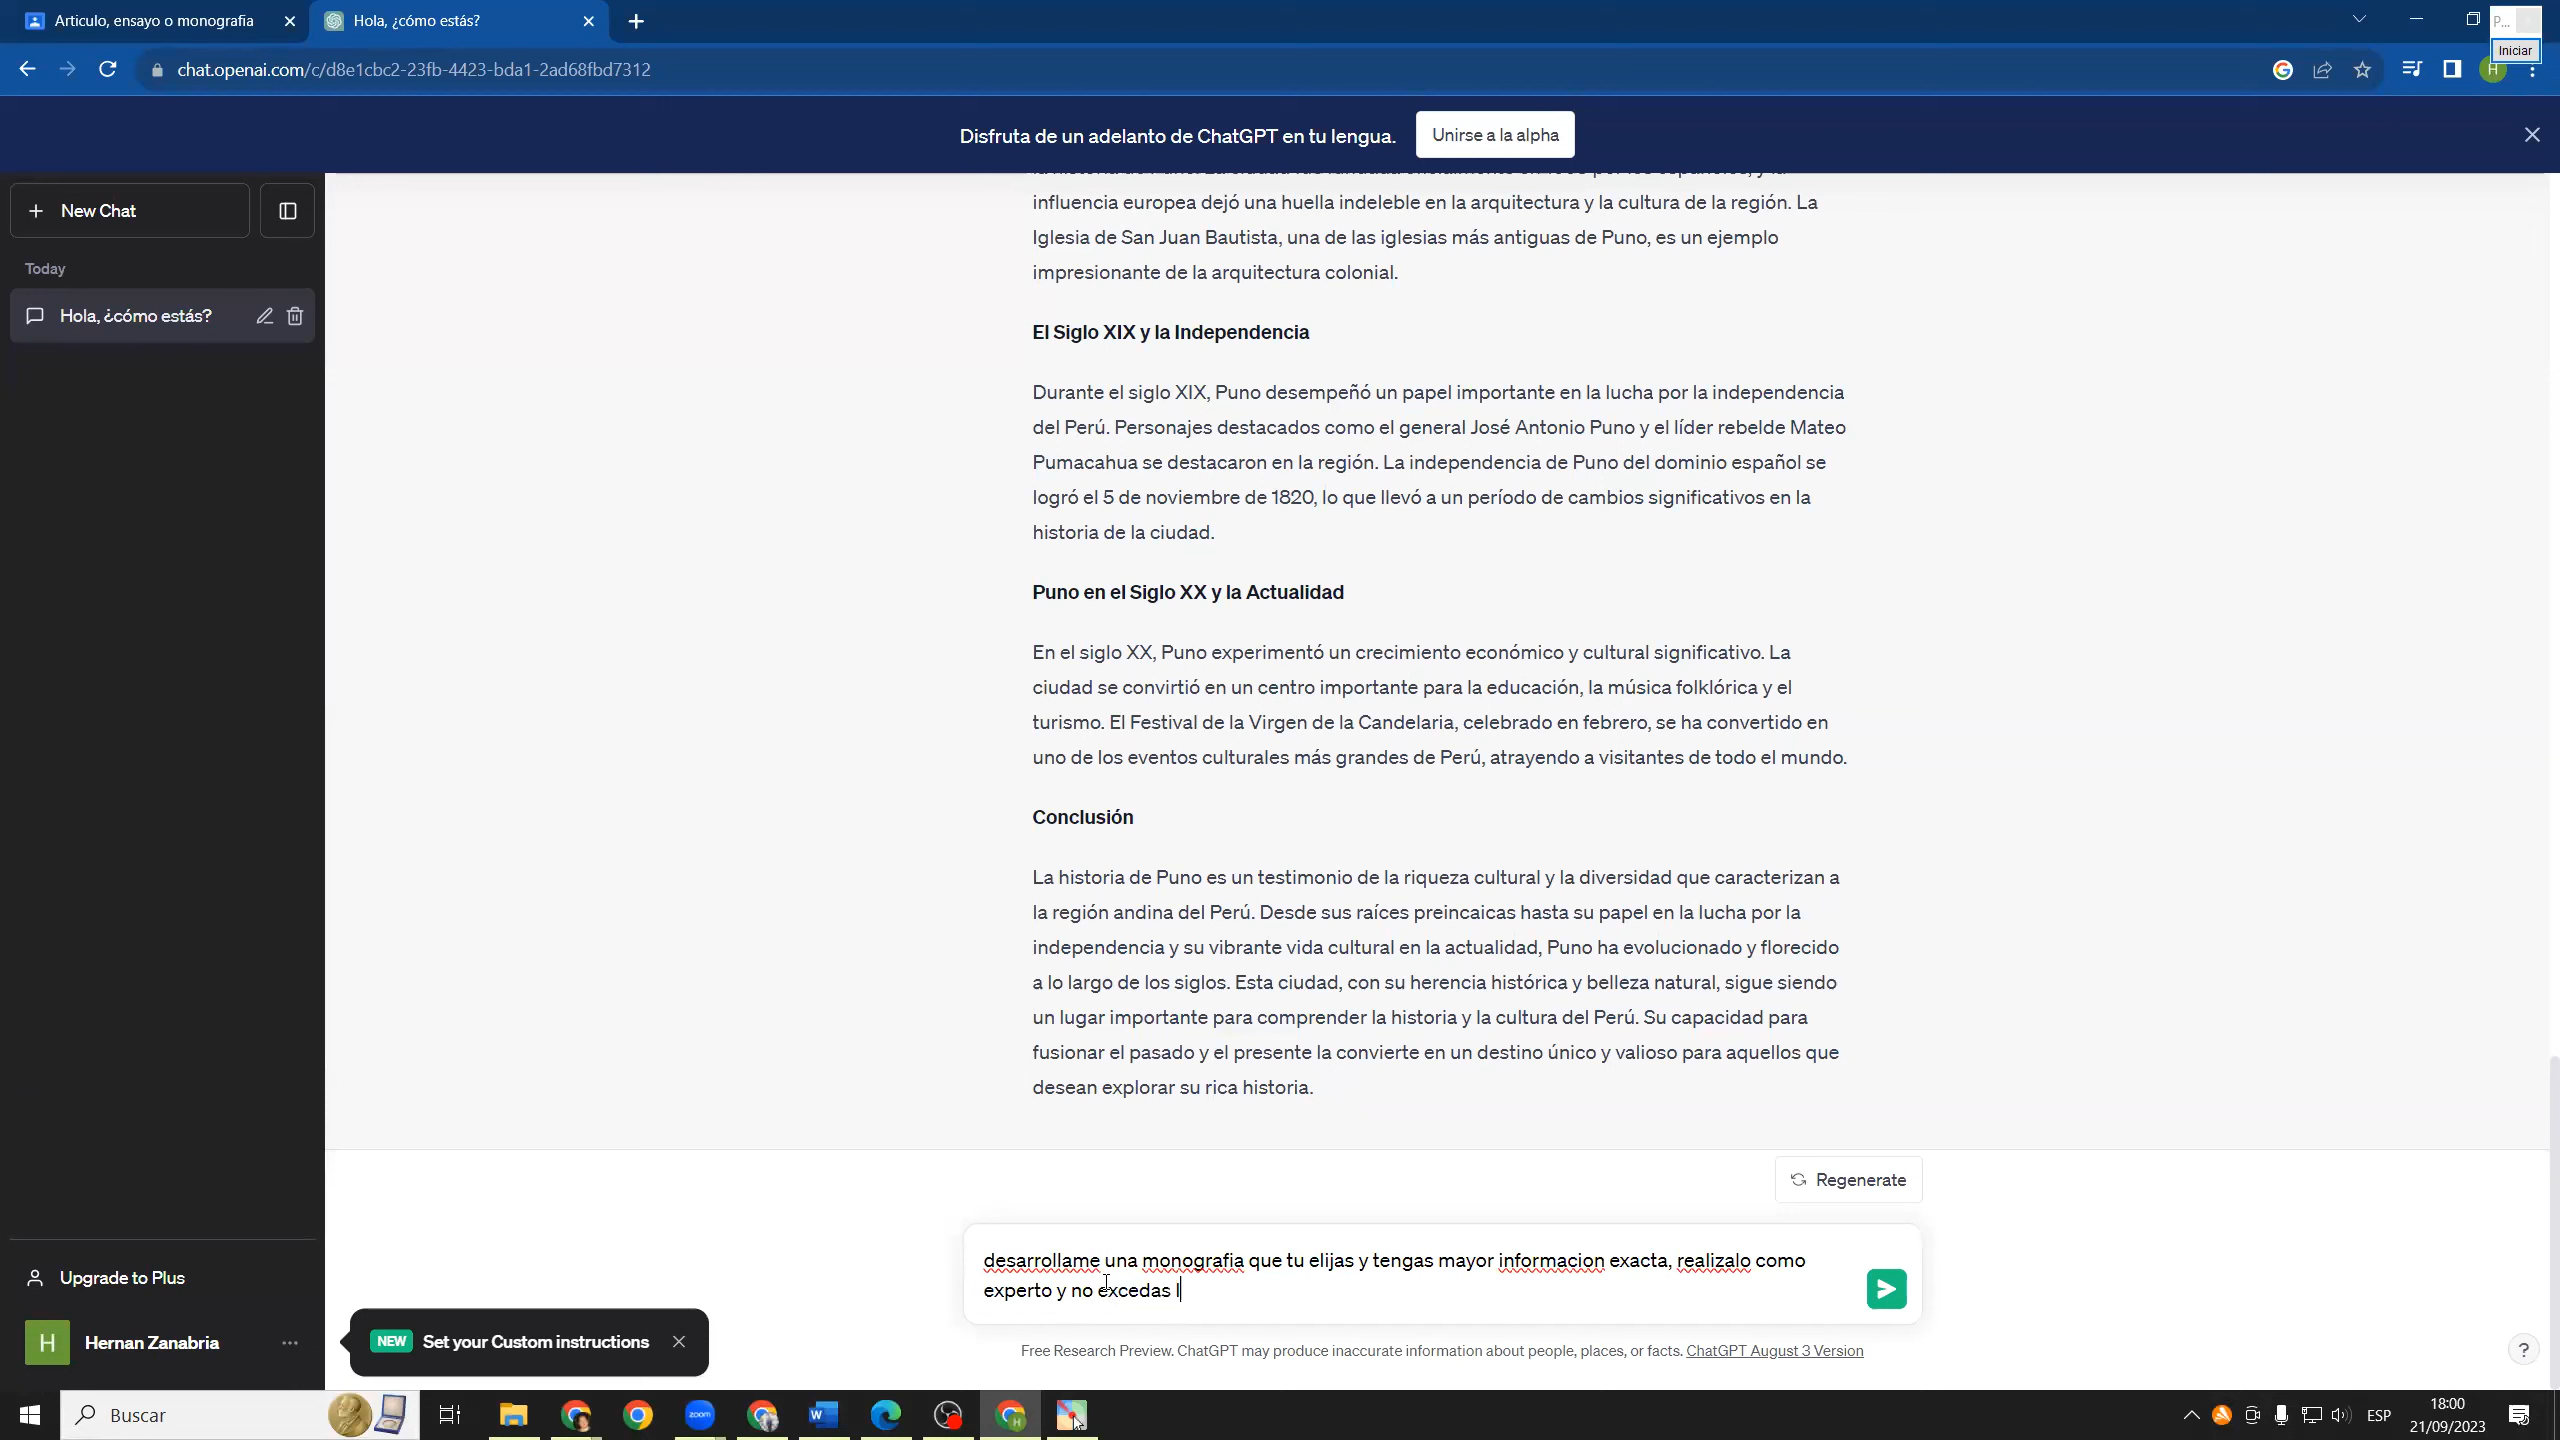 Articulo, ensayo o monografia
Hola, ¿cómo estás?
P...
Iniciar
chat.openai.com/c/d8e1cbc2-23fb-4423-bda1-2ad68fbd7312
H
Disfruta de un adelanto de ChatGPT en tu lengua.
Unirse a la alpha
New Chat
Today
Hola, ¿cómo estás?
influencia europea dejó una huella indeleble en la arquitectura y la cultura de la región. La
Iglesia de San Juan Bautista, una de las iglesias más antiguas de Puno, es un ejemplo
impresionante de la arquitectura colonial.
El Siglo XIX y la Independencia
Durante el siglo XIX, Puno desempeñó un papel importante en la lucha por la independencia
del Perú. Personajes destacados como el general José Antonio Puno y el líder rebelde Mateo
Pumacahua se destacaron en la región. La independencia de Puno del dominio español se
logró el 5 de noviembre de 1820, lo que llevó a un período de cambios significativos en la
historia de la ciudad.
Puno en el Siglo XX y la Actualidad
En el siglo XX, Puno experimentó un crecimiento económico y cultural significativo. La
ciudad se convirtió en un centro importante para la educación, la música folklórica y el
turismo. El Festival de la Virgen de la Candelaria, celebrado en febrero, se ha convertido en
uno de los eventos culturales más grandes de Perú, atrayendo a visitantes de todo el mundo.
Conclusión
La historia de Puno es un testimonio de la riqueza cultural y la diversidad que caracterizan a
la región andina del Perú. Desde sus raíces preincaicas hasta su papel en la lucha por la
independencia y su vibrante vida cultural en la actualidad, Puno ha evolucionado y florecido
a lo largo de los siglos. Esta ciudad, con su herencia histórica y belleza natural, sigue siendo
un lugar importante para comprender la historia y la cultura del Perú. Su capacidad para
fusionar el pasado y el presente la convierte en un destino único y valioso para aquellos que
desean explorar su rica historia.
Regenerate
desarrollame una monografia que tu elijas y tengas mayor informacion exacta, realizalo como
experto y no excedas l
Free Research Preview. ChatGPT may produce inaccurate information about people, places, or facts. ChatGPT August 3 Version
Upgrade to Plus
H
Hernan Zanabria
NEW Set your Custom instructions
?
Buscar
zoom
W
H
ESP
18:00
21/09/2023